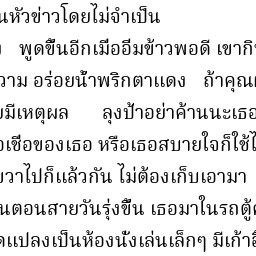 นหัวข่าวโดยไม่จำเป็น
พูดขึ้นอีกเมื่ออิ่มข้าวพอดี เขากิ
วาม อร่อยน้ำพริกตาแดง ถ้าคุณ
มีเหตุผล ลุงป้าอย่าค้านนะเธอ
เชื่อของเธอ หรือเธอสบายใจก็ใช้ไ
วาไปก็แล้วกัน ไม่ต้องเก็บเอามา
นตอนสายวันรุ่งขึ้น เธอมาในรถตู้
ดแปลงเป็นห้องนั่งเล่นเล็กๆ มีเก้าอี้